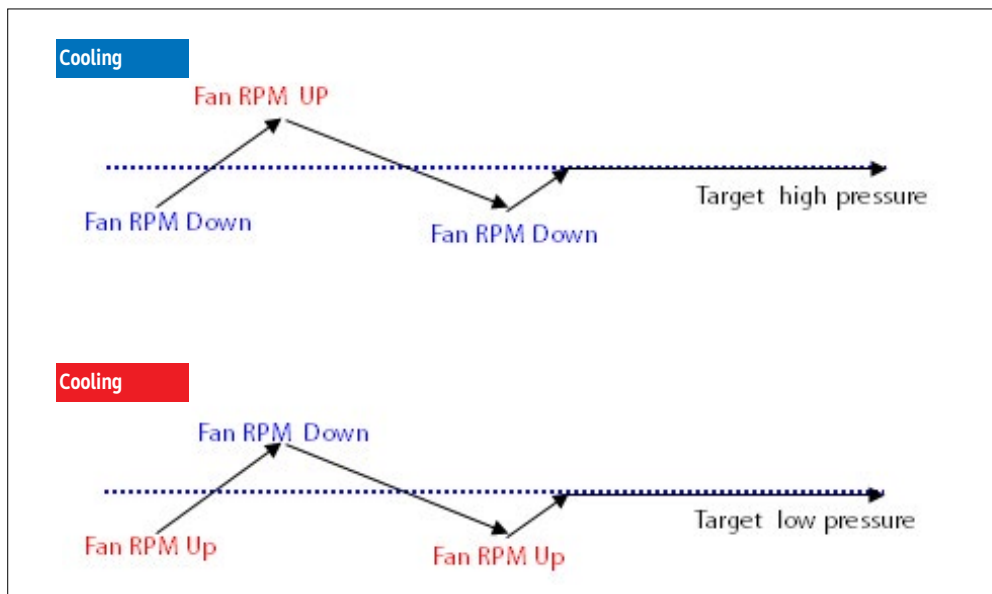 Cooling
Fan RPM UP
Target high pressure
Fan RPM Down
Fan RPM Down
Cooling
Fan RPM Down
Target low pressure
Fan RPM Up
Fan RPM Up